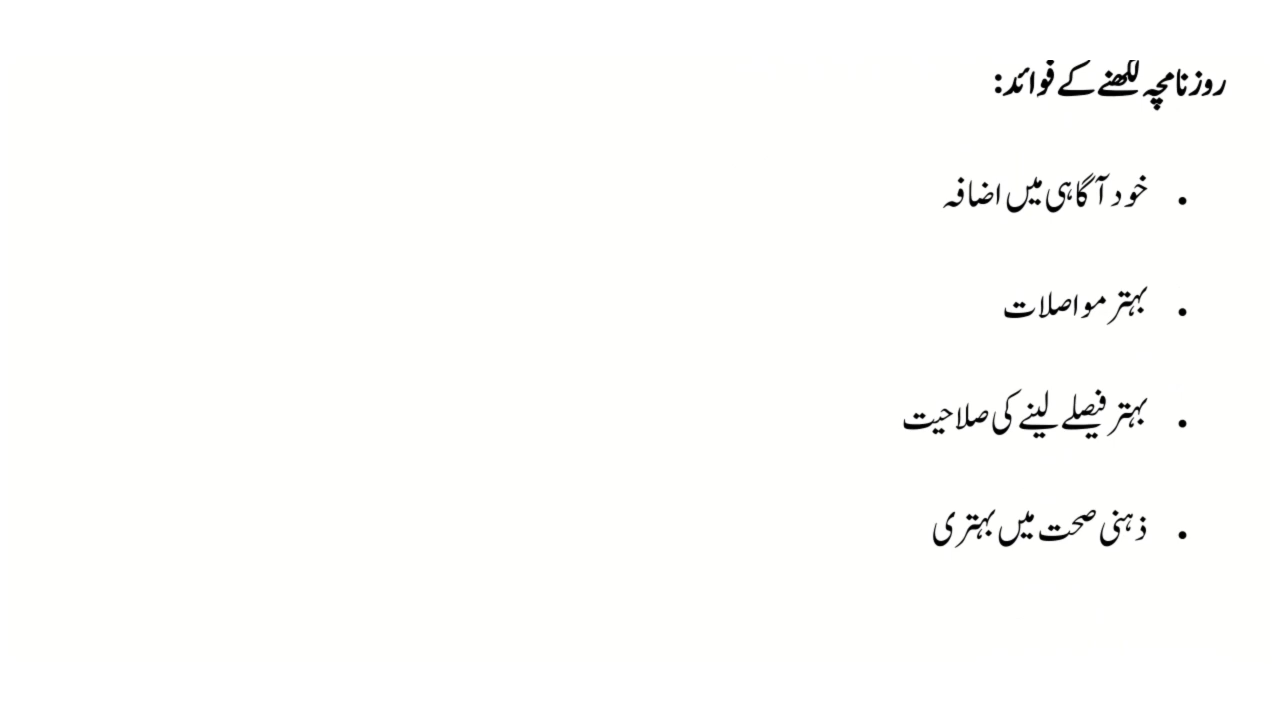 روزنامچہ لکھنے کے فوائد:
• خود آگاہی میں اضافہ
• بہتر مواصلات
• بہتر فیصلے لینے کی صلاحیت
• ذہنی صحت میں بہتری